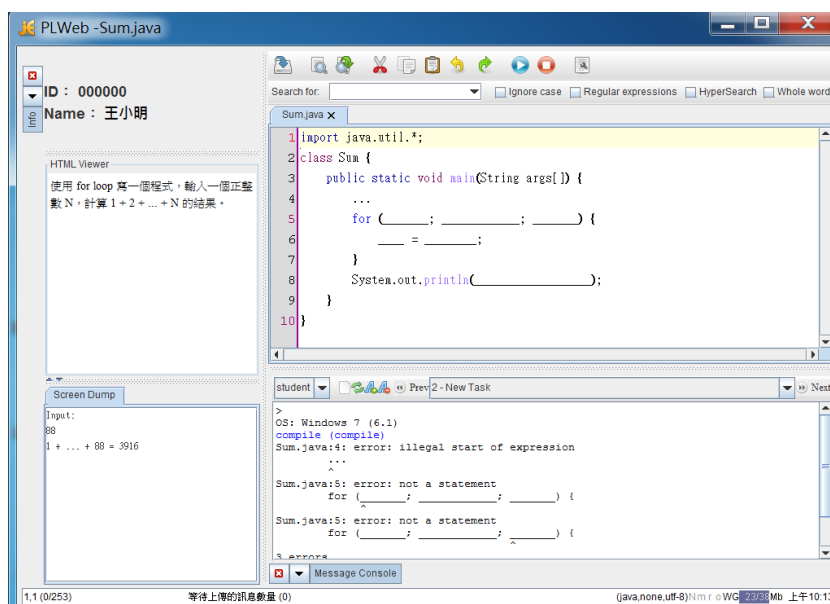 PLWeb -Sum.java
ID： 000000
Name： 王小明
Info
HTML Viewer
使用 for loop 寫一個程式，輸入一個正整
數 N，計算 1 + 2 + ... + N 的結果。
Screen Dump
Input:
88
1 + ... + 88 = 3916
Search for:
Ignore case
Regular expressions
HyperSearch
Whole word
Sum.java
1 import java.util.*;
2 class Sum {
3 public static void main(String args[]) {
4 ...
5 for (______; __________; _____) {
6 ____ = _______;
7 }
8 System.out.println(_______________);
9 }
10 }
student
Prev
2 - New Task
Next
>
OS: Windows 7 (6.1)
compile (compile)
Sum.java:4: error: illegal start of expression
...
^
Sum.java:5: error: not a statement
for (______; __________; ______) {
^
Sum.java:5: error: not a statement
for (______; __________; ______) {
^
3 errors
Message Console
1,1 (0/253)
等待上傳的訊息數量 (0)
(java,none,utf-8)Nmr oWG 23/38Mb 上午10:13